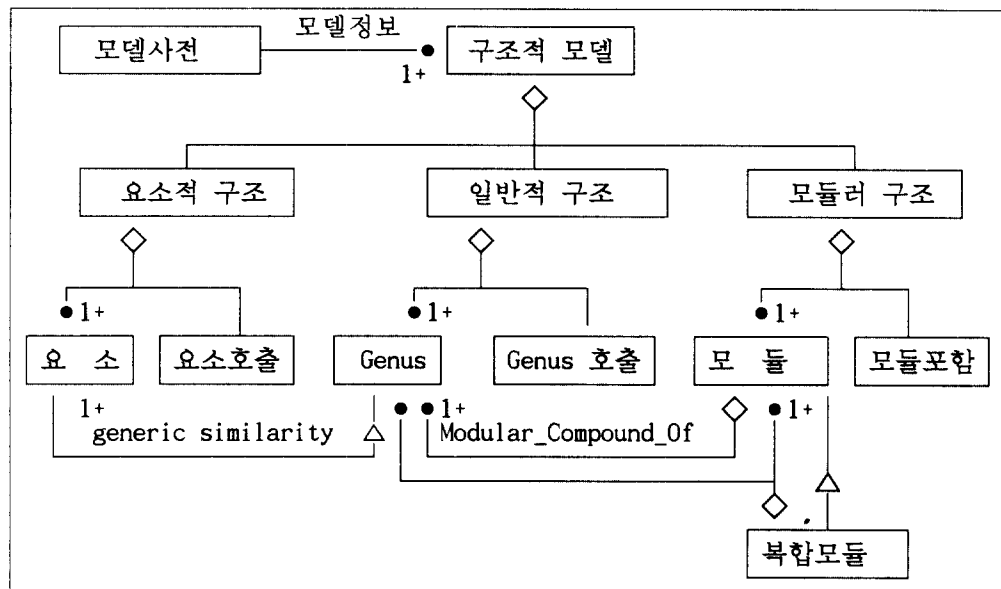 모델사전
모델정보
1+
구조적 모델
요소적 구조
일반적 구조
모듈러 구조
1+
1+
1+
요 소
요소호출
Genus
Genus 호출
모 듈
모듈포함
1+
1+
1+
generic similarity
Modular_Compound_Of
복합모듈